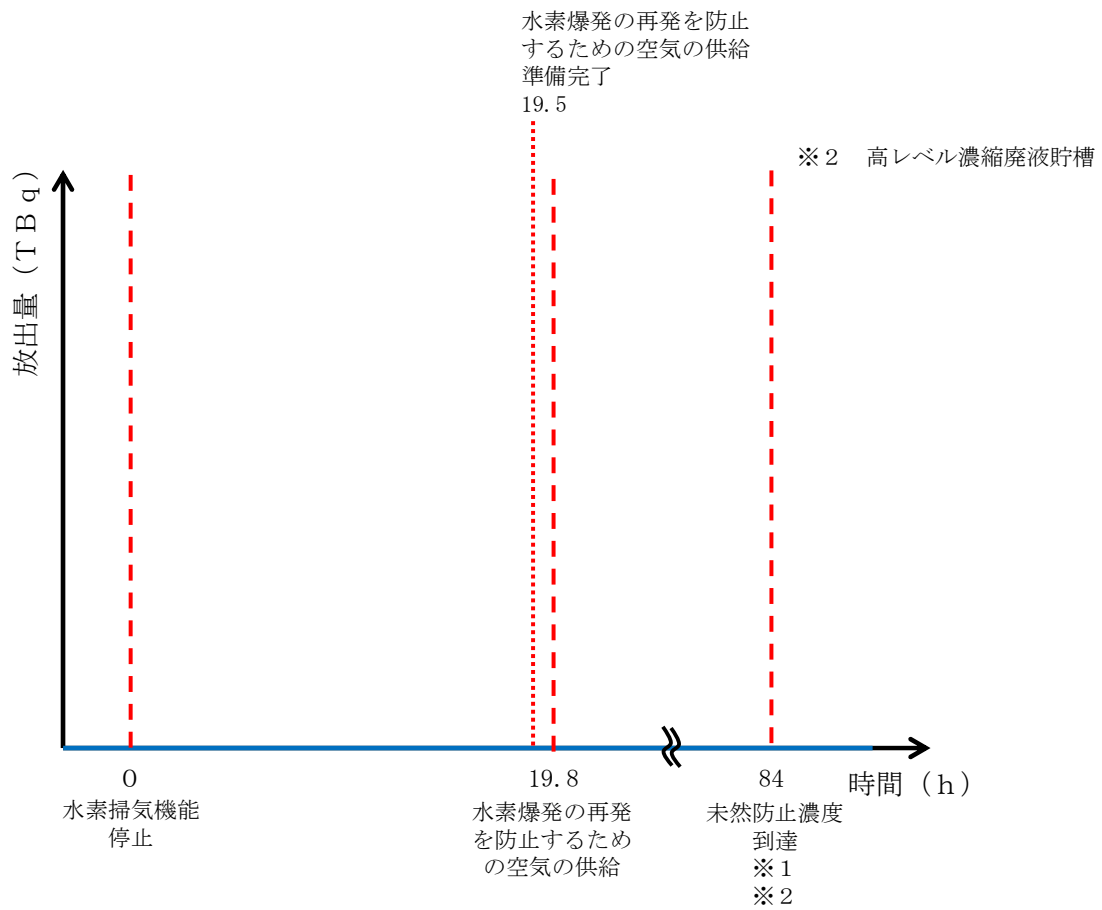 水素爆発の再発を防止
するための空気の供給
準備完了
19.5
※２　高レベル濃縮廃液貯槽
放出量（ＴＢｑ）
0
水素掃気機能
停止
19.8
水素爆発の再発
を防止するため
の空気の供給
84
未然防止濃度
到達
※１
※２
時間（ｈ）